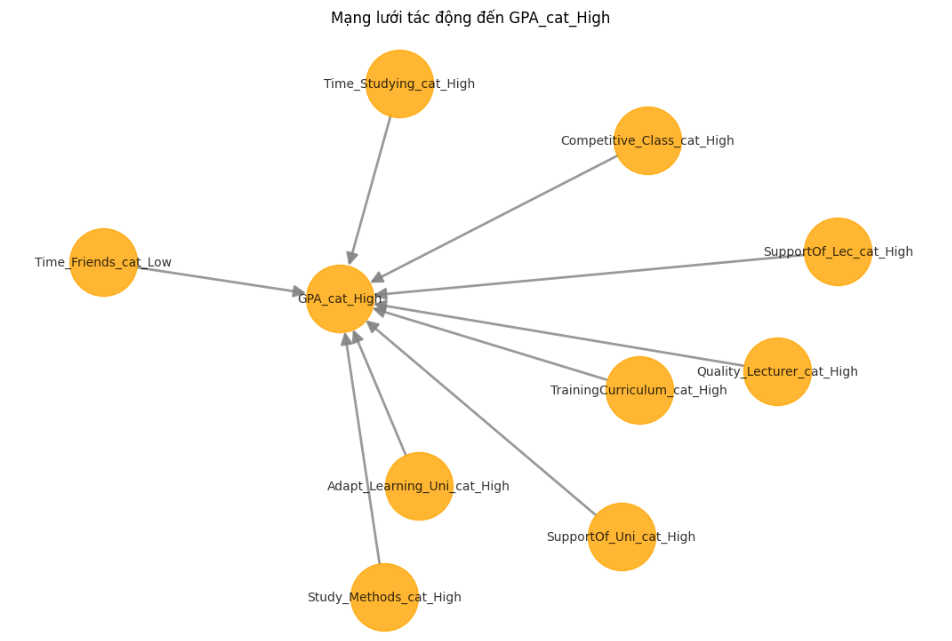 Mạng lưới tác động đến GPA_cat_High
Time_Studying_cat_High
Competitive_Class_cat_High
SupportOf_Lec_cat_High
Time_Friends_cat_Low
GPA_cat_High
Quality_Lecturer_cat_High
TrainingCurriculum_cat_High
Adapt_Learning_Uni_cat_High
SupportOf_Uni_cat_High
Study_Methods_cat_High